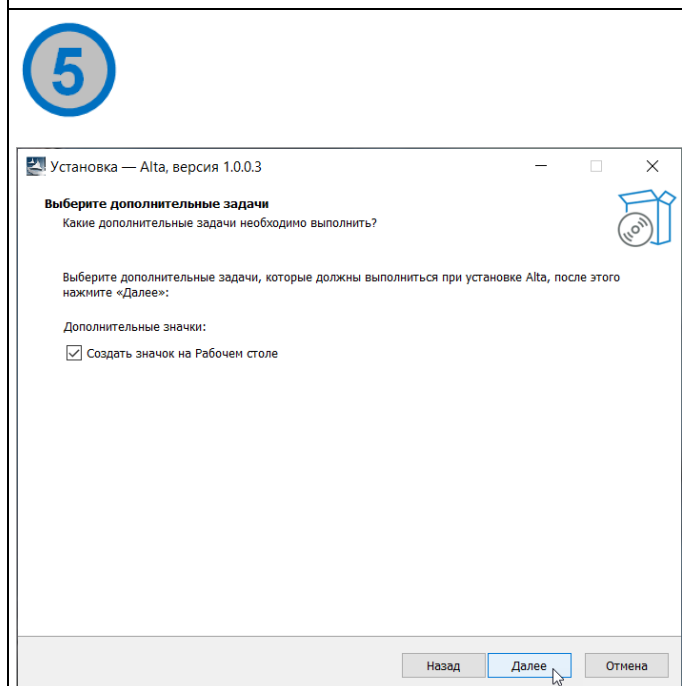 5
Установка — Alta, версия 1.0.0.3
Выберите дополнительные задачи
Какие дополнительные задачи необходимо выполнить?
Выберите дополнительные задачи, которые должны выполниться при установке Alta, после этого
нажмите «Далее»:
Дополнительные значки:
Создать значок на Рабочем столе
Назад Далее Отмена